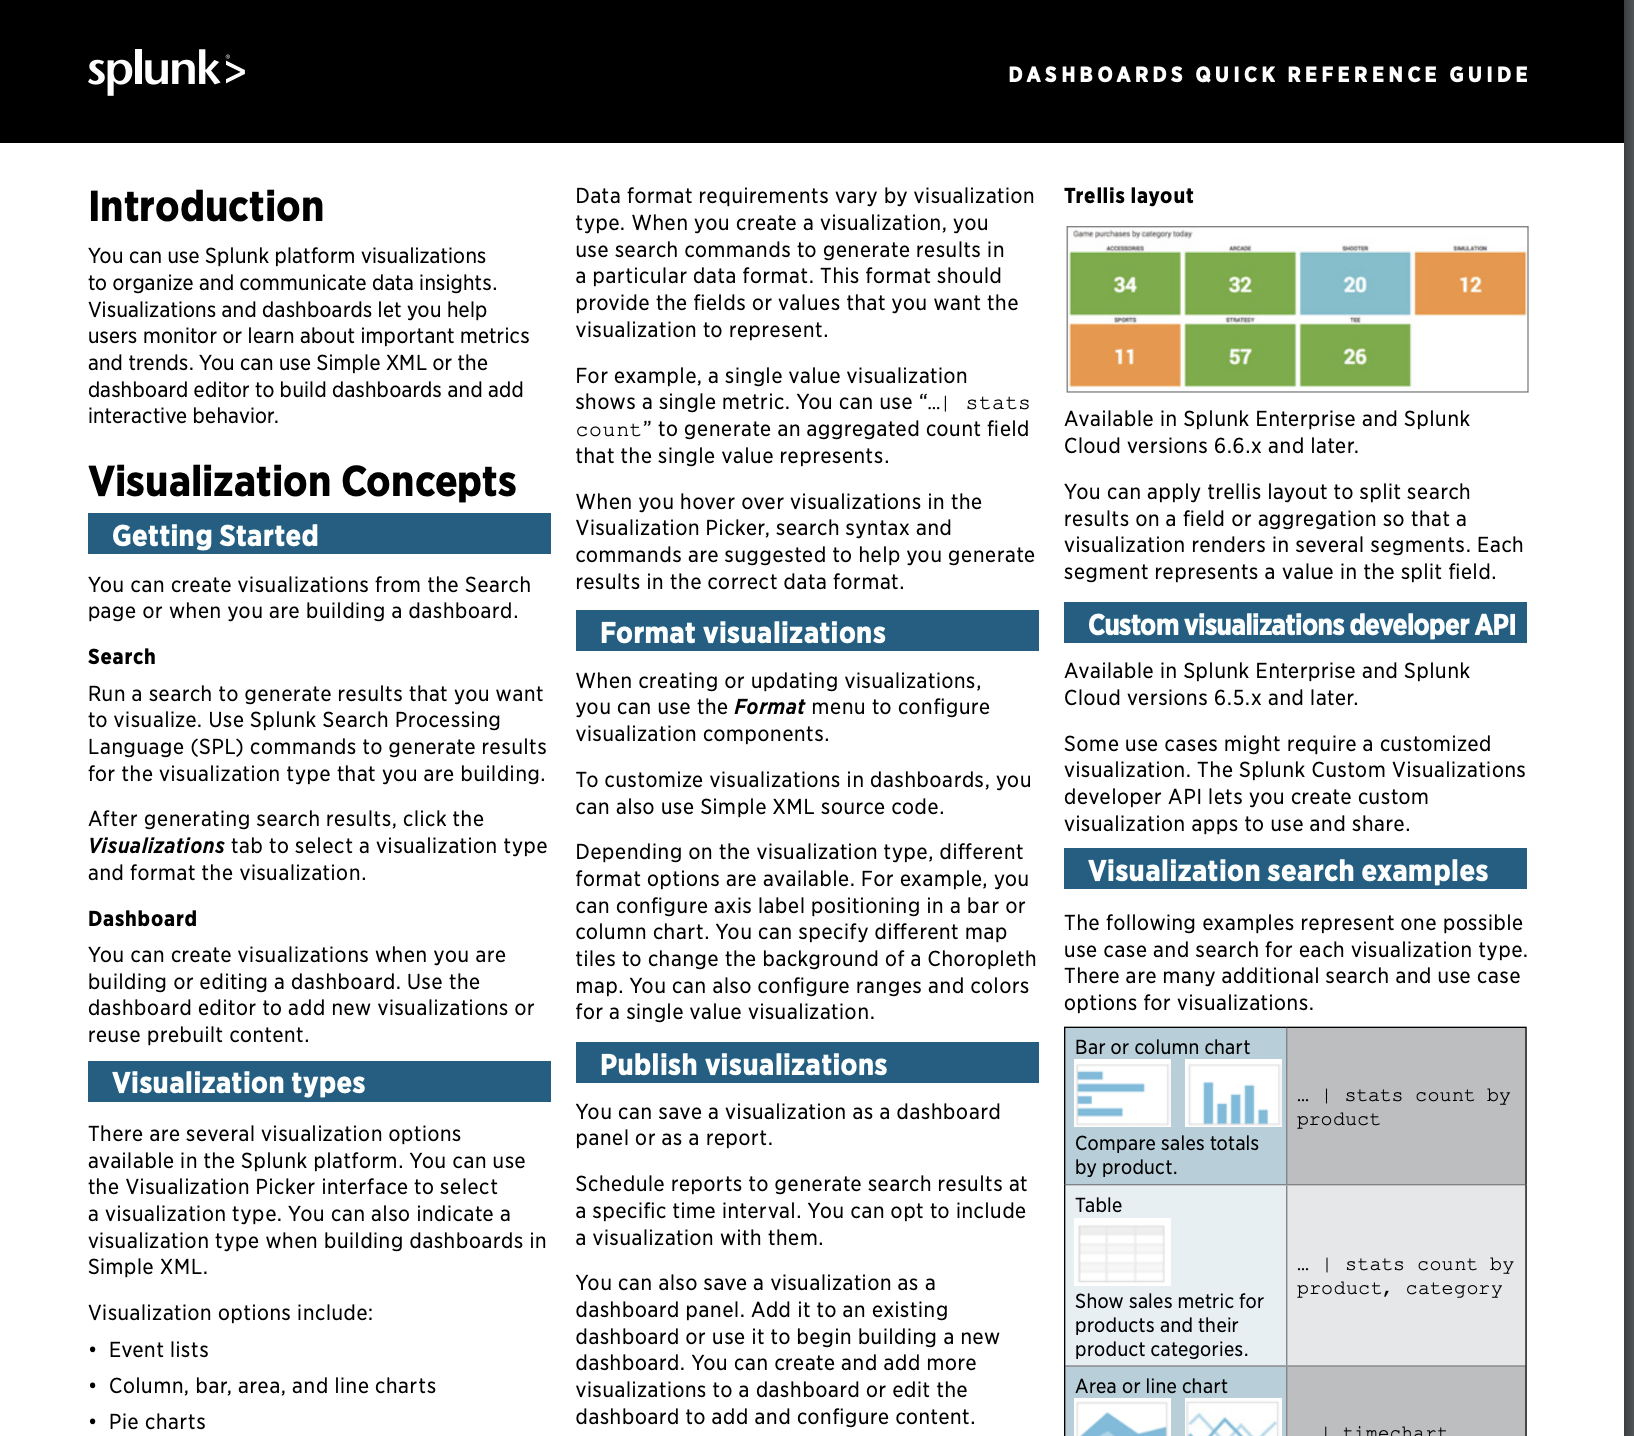 splunk>
DASHBOARDS QUICK REFERENCE GUIDE
Introduction
You can use Splunk platform visualizations
to organize and communicate data insights.
Visualizations and dashboards let you help
users monitor or learn about important metrics
and trends. You can use Simple XML or the
dashboard editor to build dashboards and add
interactive behavior.
Visualization Concepts
Getting Started
You can create visualizations from the Search
page or when you are building a dashboard.
Search
Run a search to generate results that you want
to visualize. Use Splunk Search Processing
Language (SPL) commands to generate results
for the visualization type that you are building.
After generating search results, click the
Visualizations tab to select a visualization type
and format the visualization.
Dashboard
You can create visualizations when you are
building or editing a dashboard. Use the
dashboard editor to add new visualizations or
reuse prebuilt content.
Visualization types
There are several visualization options
available in the Splunk platform. You can use
the Visualization Picker interface to select
a visualization type. You can also indicate a
visualization type when building dashboards in
Simple XML.
Visualization options include:
• Event lists
• Column, bar, area, and line charts
• Pie charts
Data format requirements vary by visualization
type. When you create a visualization, you
use search commands to generate results in
a particular data format. This format should
provide the fields or values that you want the
visualization to represent.
For example, a single value visualization
shows a single metric. You can use “…| stats
count” to generate an aggregated count field
that the single value represents.
When you hover over visualizations in the
Visualization Picker, search syntax and
commands are suggested to help you generate
results in the correct data format.
Format visualizations
When creating or updating visualizations,
you can use the Format menu to configure
visualization components.
To customize visualizations in dashboards, you
can also use Simple XML source code.
Depending on the visualization type, different
format options are available. For example, you
can configure axis label positioning in a bar or
column chart. You can specify different map
tiles to change the background of a Choropleth
map. You can also configure ranges and colors
for a single value visualization.
Publish visualizations
You can save a visualization as a dashboard
panel or as a report.
Schedule reports to generate search results at
a specific time interval. You can opt to include
a visualization with them.
You can also save a visualization as a
dashboard panel. Add it to an existing
dashboard or use it to begin building a new
dashboard. You can create and add more
visualizations to a dashboard or edit the
dashboard to add and configure content.
Trellis layout
Game purchases by category today
ACCESSORIES ARCADE SHOOTER SIMULATION
34 32 20 12
SPORTS STRATEGY TEE
11 57 26
Available in Splunk Enterprise and Splunk
Cloud versions 6.6.x and later.
You can apply trellis layout to split search
results on a field or aggregation so that a
visualization renders in several segments. Each
segment represents a value in the split field.
Custom visualizations developer API
Available in Splunk Enterprise and Splunk
Cloud versions 6.5.x and later.
Some use cases might require a customized
visualization. The Splunk Custom Visualizations
developer API lets you create custom
visualization apps to use and share.
Visualization search examples
The following examples represent one possible
use case and search for each visualization type.
There are many additional search and use case
options for visualizations.
Bar or column chart
Compare sales totals
by product.
… | stats count by
product
Table
Show sales metric for
products and their
product categories.
… | stats count by
product, category
Area or line chart
| timechart